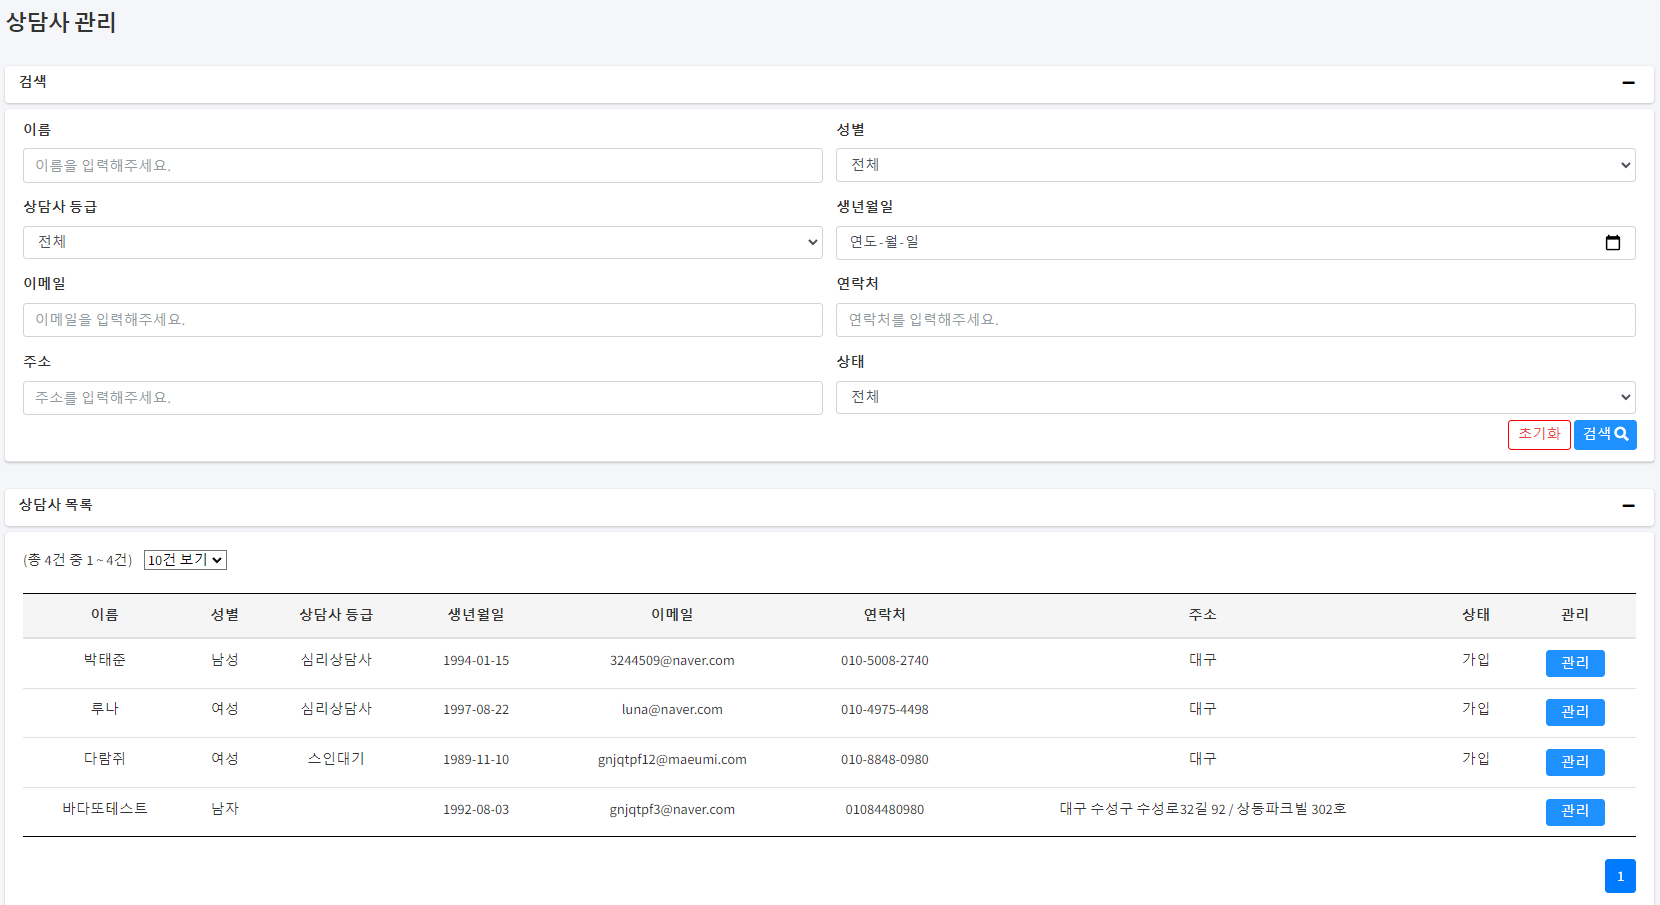 상담사 관리
검색
이름 성별
이름을 입력해주세요. 전체
상담사 등급 생년월일
전체 연도-월-일
이메일 연락처
이메일을 입력해주세요. 연락처를 입력해주세요.
주소 상태
주소를 입력해주세요. 전체
초기화 검색
상담사 목록
(총 4건 중 1 ~ 4건) 10건 보기
이름 성별 상담사 등급 생년월일 이메일 연락처 주소 상태 관리
박태준 남성 심리상담사 1994-01-15 3244509@naver.com 010-5008-2740 대구 가입 관리
루나 여성 심리상담사 1997-08-22 luna@naver.com 010-4975-4498 대구 가입 관리
다람쥐 여성 스인대기 1989-11-10 gnjqtpf12@maeumi.com 010-8848-0980 대구 가입 관리
바다또테스트 남자 1992-08-03 gnjqtpf3@naver.com 01084480980 대구 수성구 수성로32길 92 / 상동파크빌 302호 관리
1